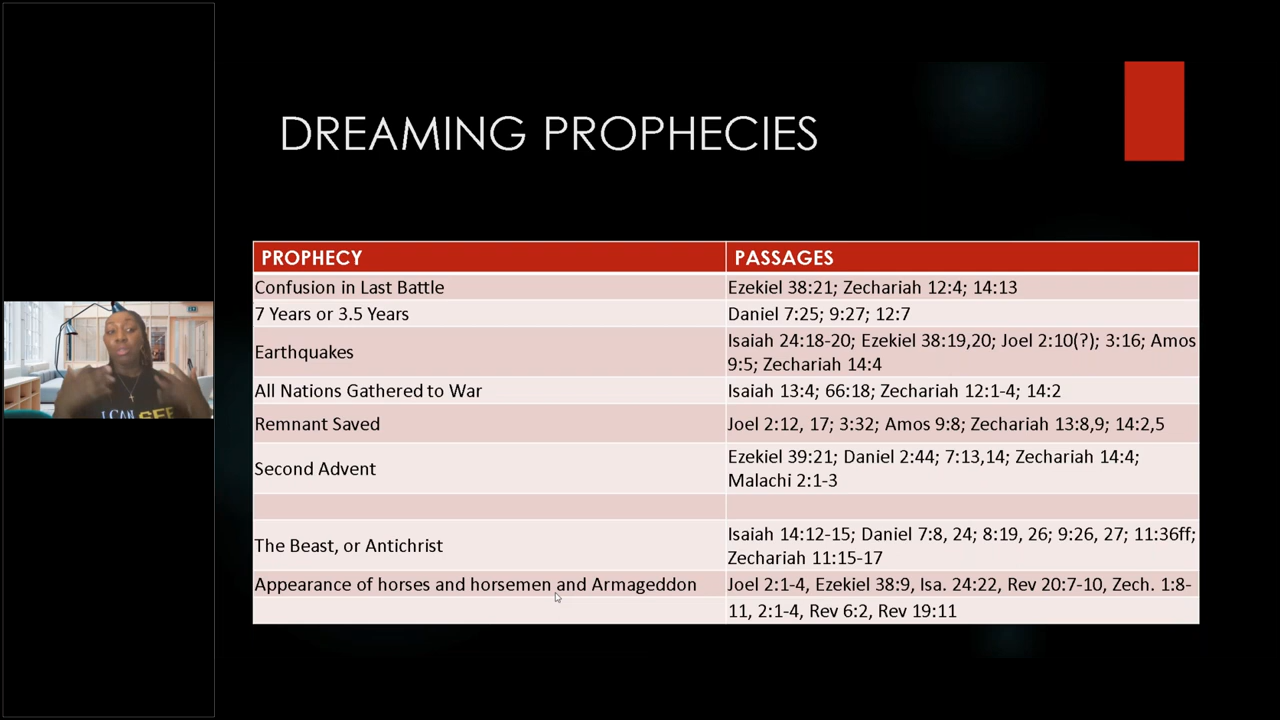 DREAMING PROPHECIES
PROPHECY PASSAGES
Confusion in Last Battle Ezekiel 38:21; Zechariah 12:4; 14:13
7 Years or 3.5 Years Daniel 7:25; 9:27; 12:7
Earthquakes Isaiah 24:18-20; Ezekiel 38:19,20; Joel 2:10(?); 3:16; Amos
9:5; Zechariah 14:4
All Nations Gathered to War Isaiah 13:4; 66:18; Zechariah 12:1-4; 14:2
Remnant Saved Joel 2:12, 17; 3:32; Amos 9:8; Zechariah 13:8,9; 14:2,5
Second Advent Ezekiel 39:21; Daniel 2:44; 7:13,14; Zechariah 14:4;
Malachi 2:1-3
The Beast, or Antichrist Isaiah 14:12-15; Daniel 7:8, 24; 8:19, 26; 9:26, 27; 11:36ff;
Zechariah 11:15-17
Appearance of horses and horsemen and Armageddon Joel 2:1-4, Ezekiel 38:9, Isa. 24:22, Rev 20:7-10, Zech. 1:8-
11, 2:1-4, Rev 6:2, Rev 19:11
I CAN SEE